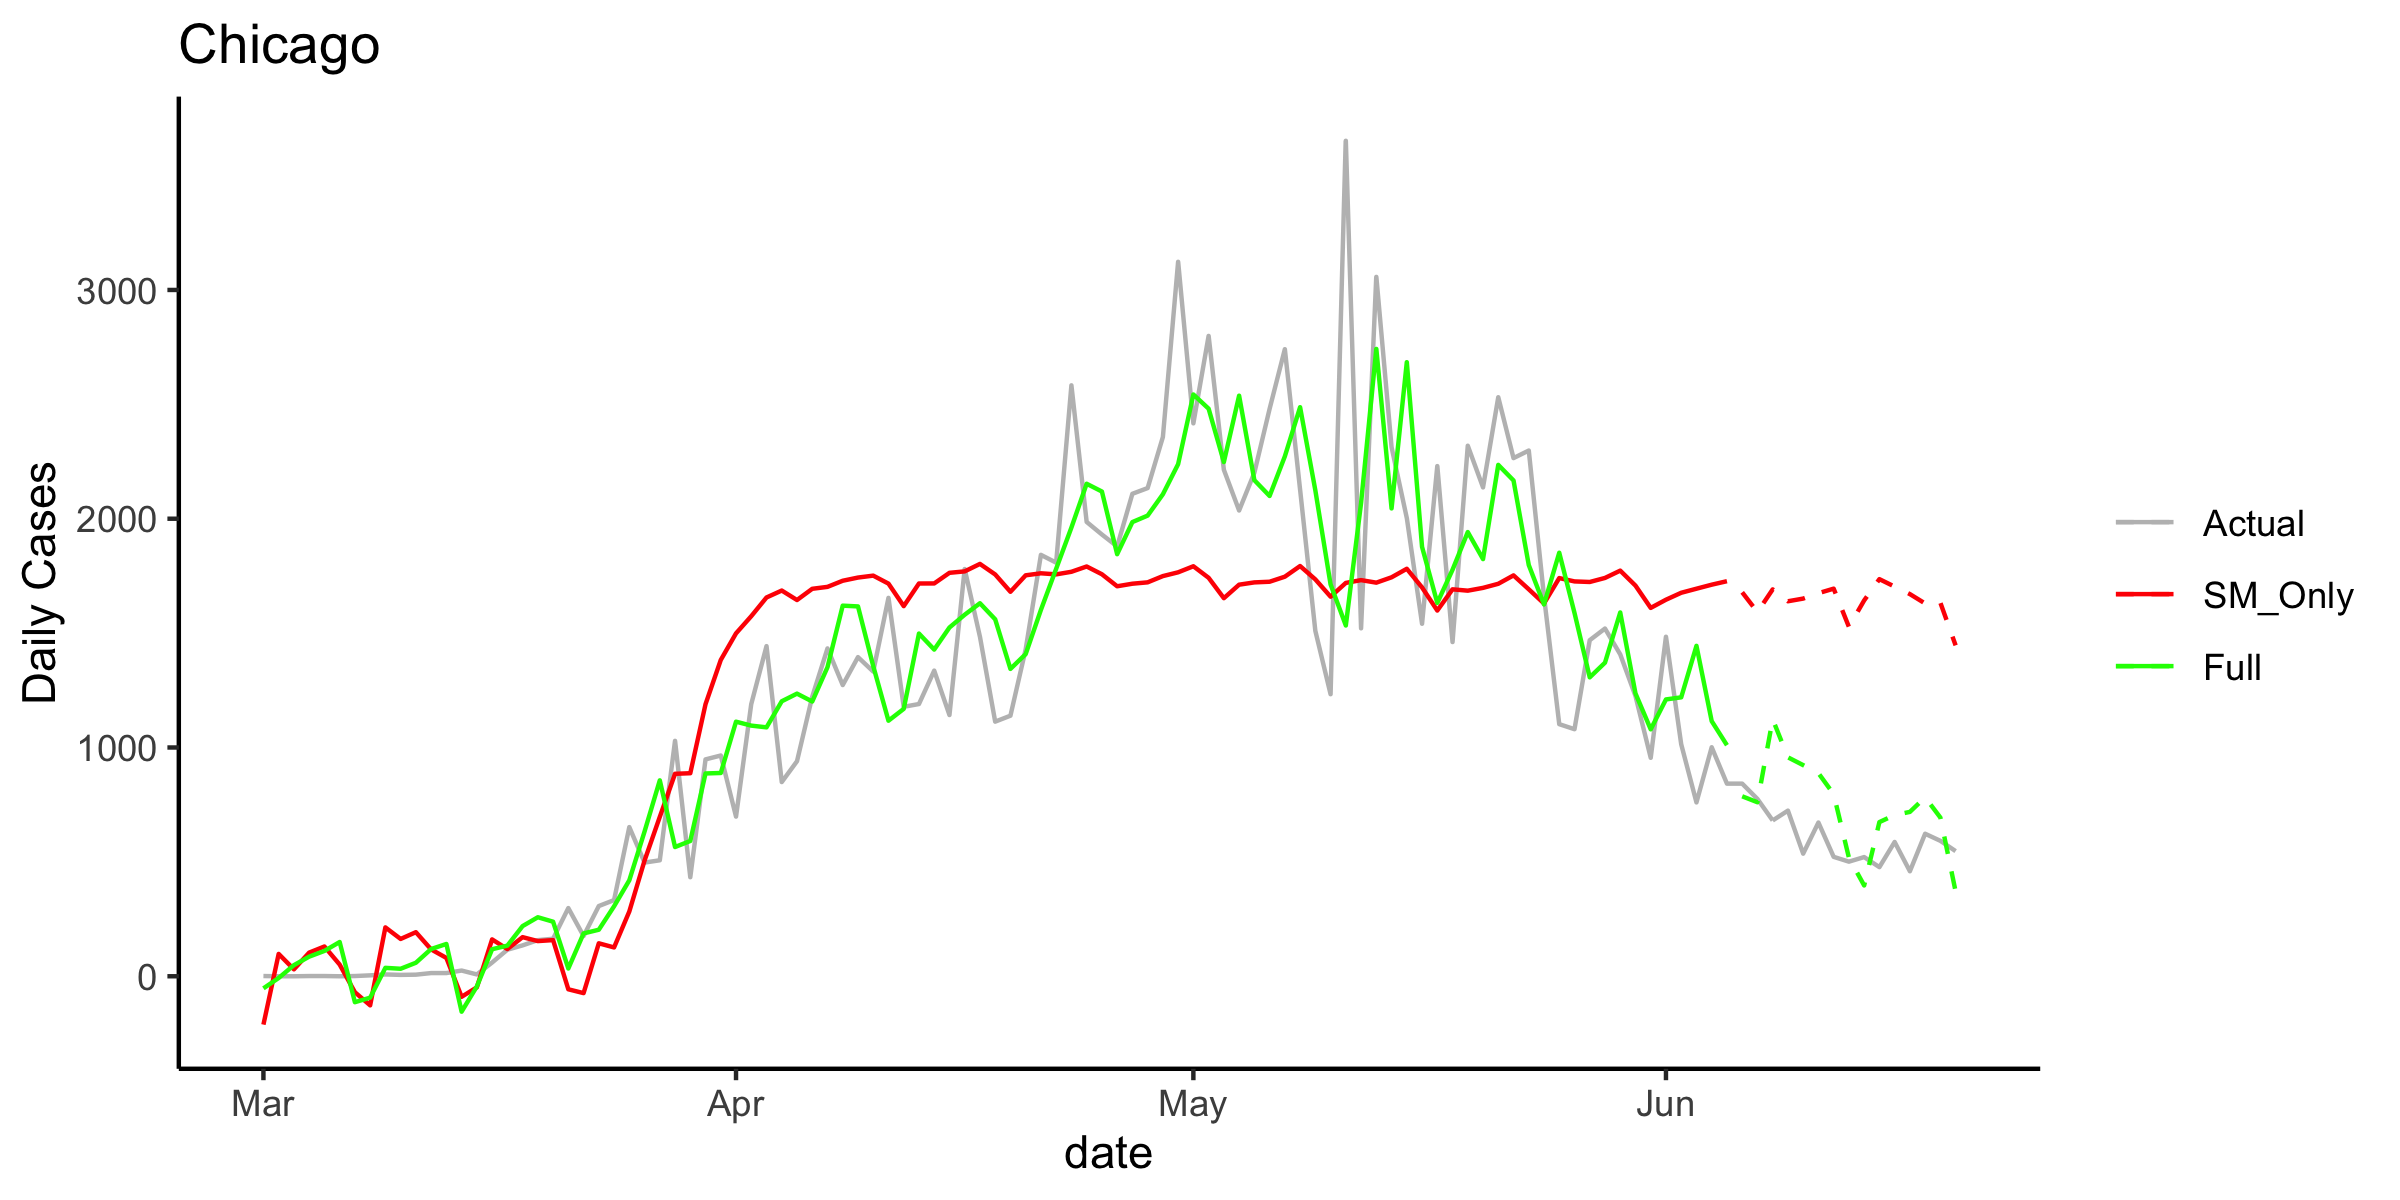 Chicago
Daily Cases
3000
2000
1000
0
Mar
Apr
May
Jun
date
Actual
SM_Only
Full